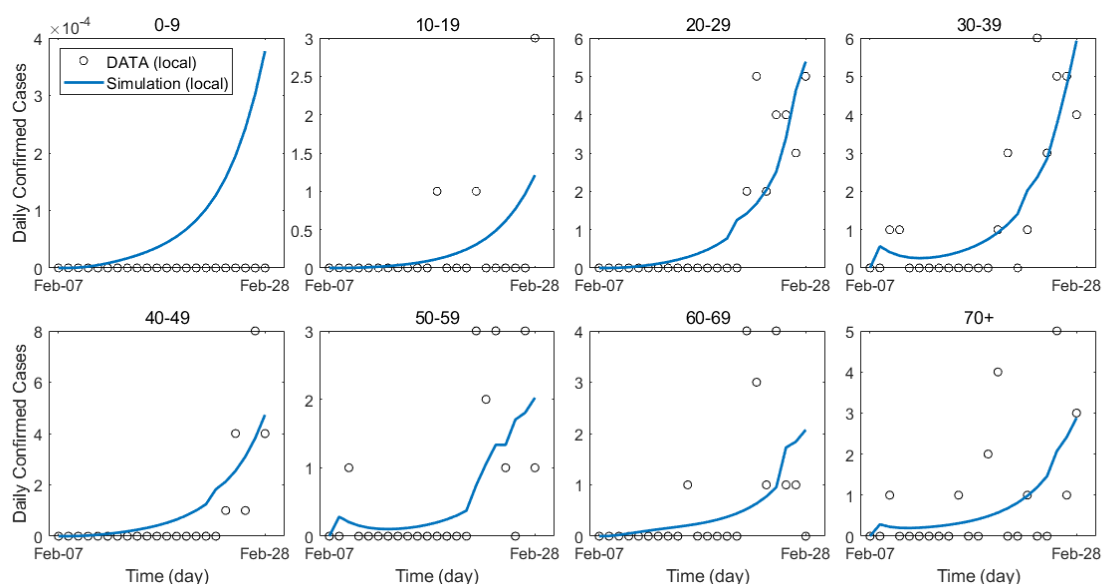 ×10⁻⁴ 0-9 10-19 20-29 30-39
4 3 6 6
DATA (local)
Simulation (local)
2.5 5 5
3
2 4 4
2 1.5 3 3
1 2 2
1
0.5 1 1
0 0 0 0
Feb-07 Feb-28 Feb-07 Feb-28 Feb-07 Feb-28 Feb-07 Feb-28
Daily Confirmed Cases
40-49 50-59 60-69 70+
8 3 4 5
6 3 4
2 3
4 2
2
1
2 1 1
0 0 0 0
Feb-07 Feb-28 Feb-07 Feb-28 Feb-07 Feb-28 Feb-07 Feb-28
Daily Confirmed Cases
Time (day) Time (day) Time (day) Time (day)